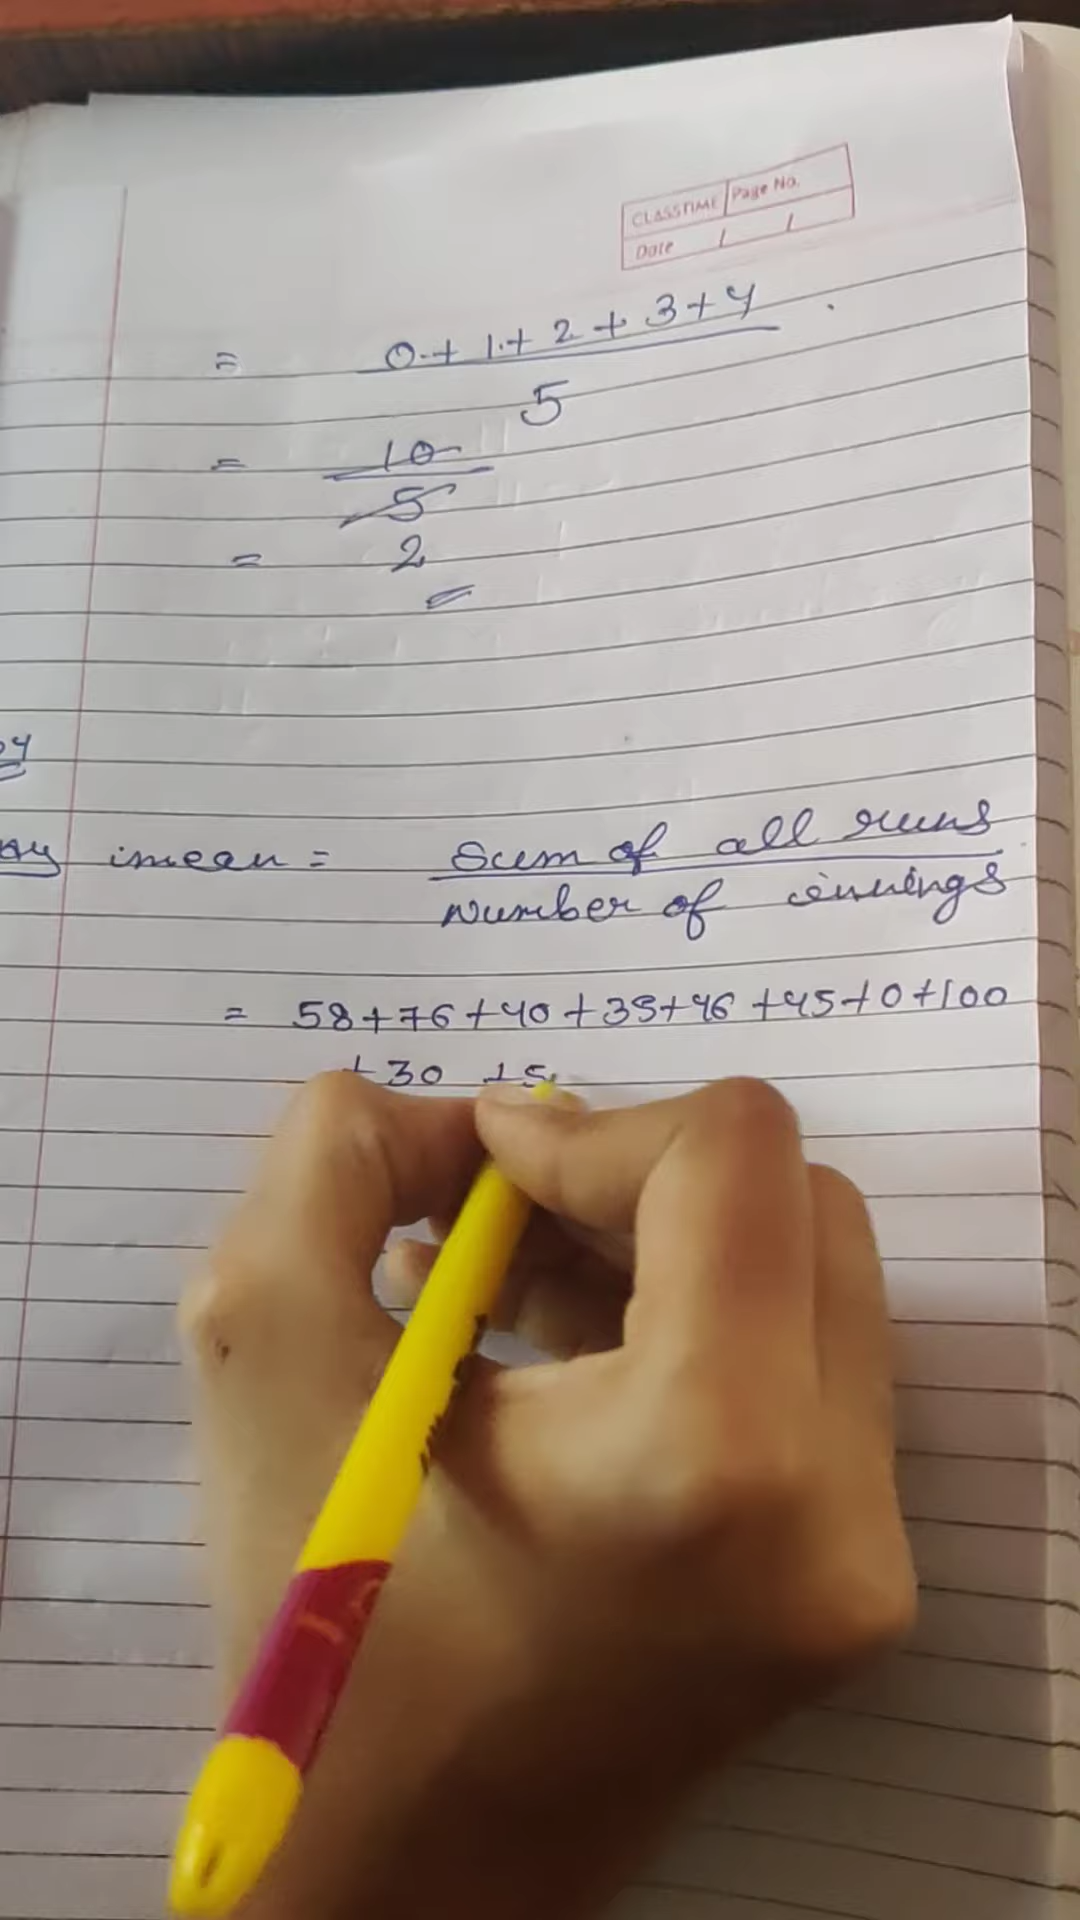 CLASSTIME Page No.
Date / /
= 0+1+2+3+4
5
= 10
5
= 2
mean = Sum of all runs
Number of innings
= 58+76+40+35+46+45+0+100
+30 +5